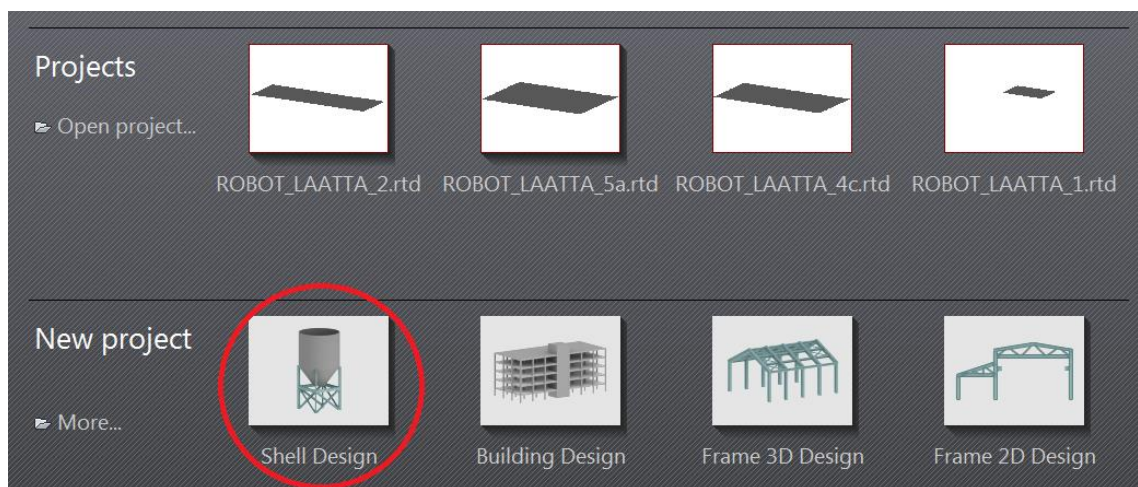 Projects
Open project...
ROBOT_LAATTA_2.rtd
ROBOT_LAATTA_5a.rtd
ROBOT_LAATTA_4c.rtd
ROBOT_LAATTA_1.rtd
New project
More...
Shell Design
Building Design
Frame 3D Design
Frame 2D Design